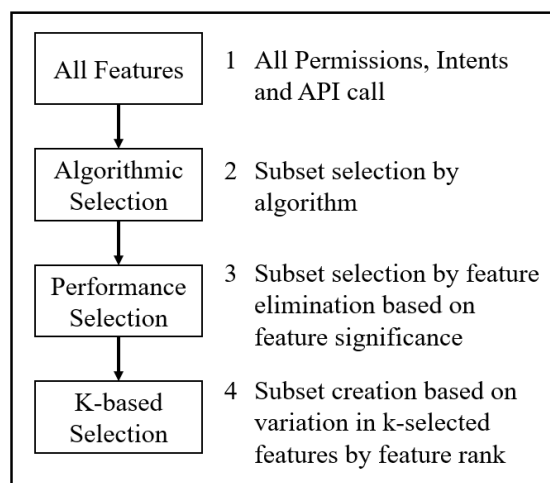 All Features
1 All Permissions, Intents
and API call
Algorithmic
Selection
2 Subset selection by
algorithm
Performance
Selection
3 Subset selection by feature
elimination based on
feature significance
K-based
Selection
4 Subset creation based on
variation in k-selected
features by feature rank